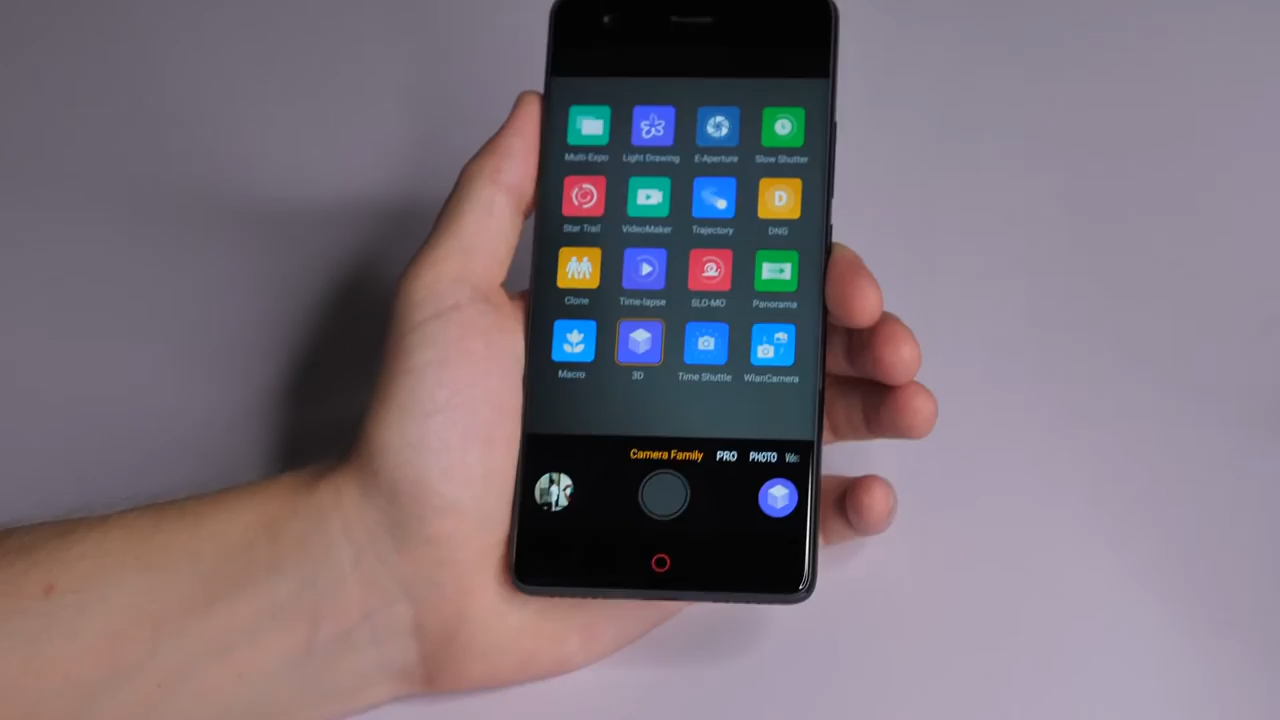 Multi-Expo Light Drawing E-Aperture Slow Shutter
Star Trail VideoMaker Trajectory DNG
D
Clone Time-lapse SLO-MO Panorama
Macro 3D Time Shuttle WlanCamera
Camera Family PRO PHOTO